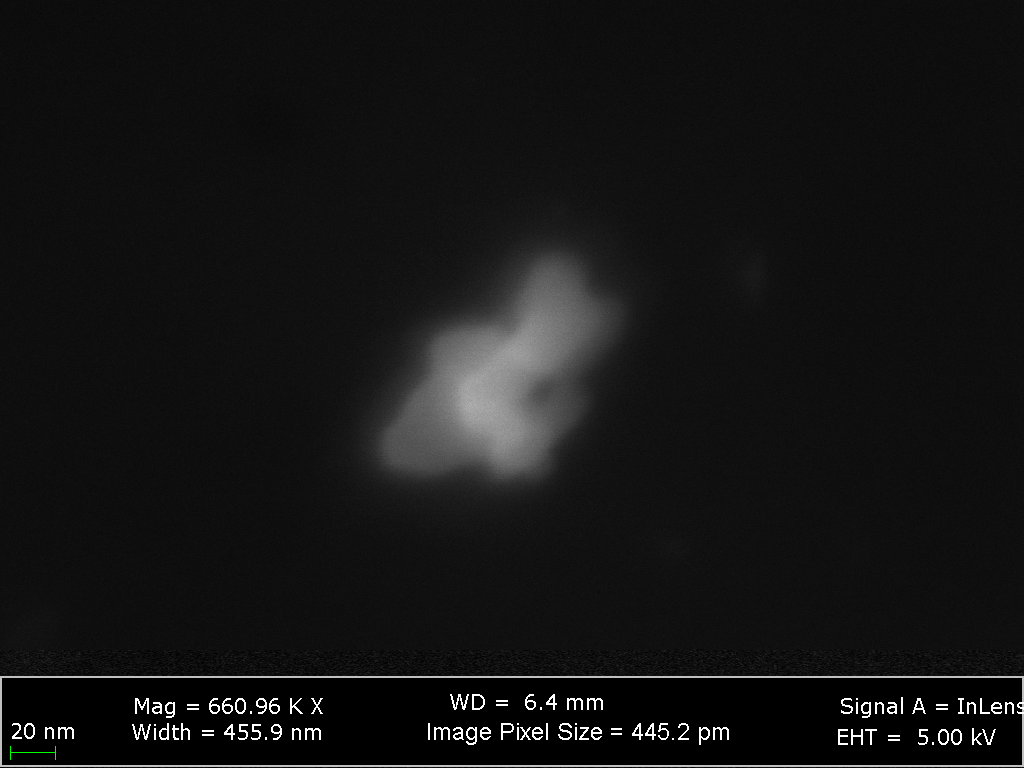 20 nm
Mag = 660.96 K X
Width = 455.9 nm
WD = 6.4 mm
Image Pixel Size = 445.2 pm
Signal A = InLens
EHT = 5.00 kV